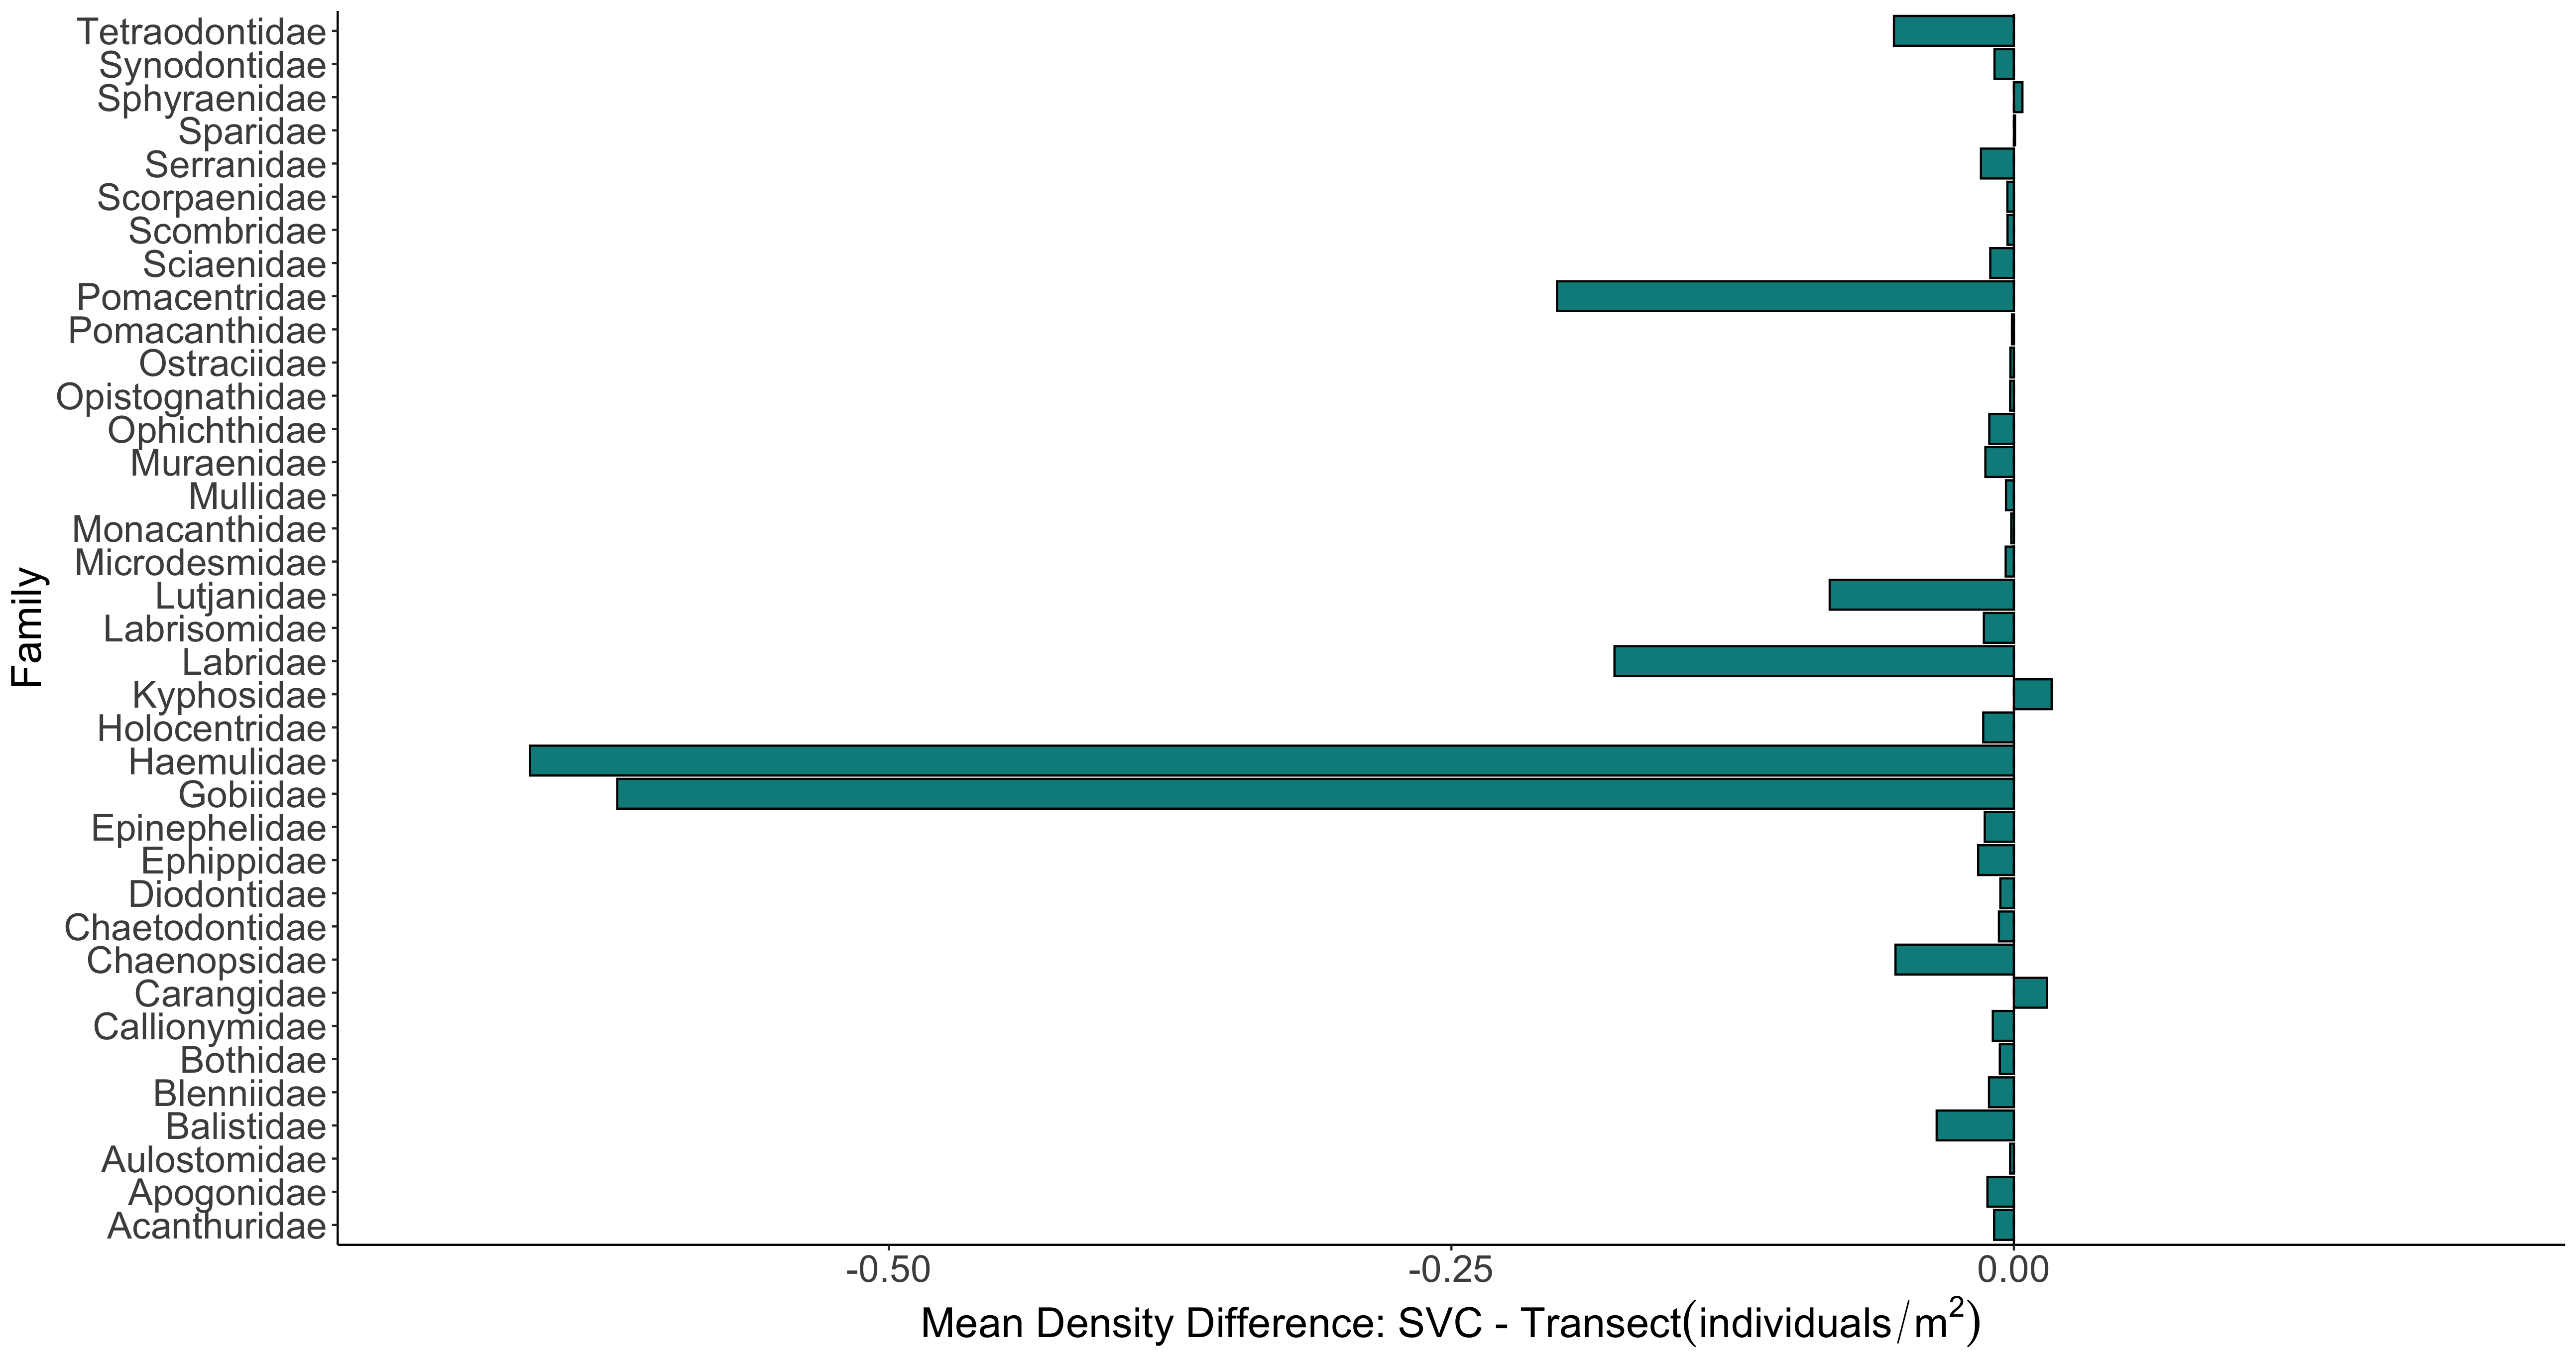 Tetraodontidae
Synodontidae
Sphyraenidae
Sparidae
Serranidae
Scorpaenidae
Scombridae
Sciaenidae
Pomacentridae
Pomacanthidae
Ostraciidae
Opistognathidae
Ophichthidae
Muraenidae
Mullidae
Monacanthidae
Microdesmidae
Lutjanidae
Labrisomidae
Labridae
Kyphosidae
Holocentridae
Haemulidae
Gobiidae
Epinephelidae
Ephippidae
Diodontidae
Chaetodontidae
Chaenopsidae
Carangidae
Callionymidae
Bothidae
Blenniidae
Balistidae
Aulostomidae
Apogonidae
Acanthuridae
Family
-0.50 -0.25 0.00
Mean Density Difference: SVC - Transect(individuals/m²)